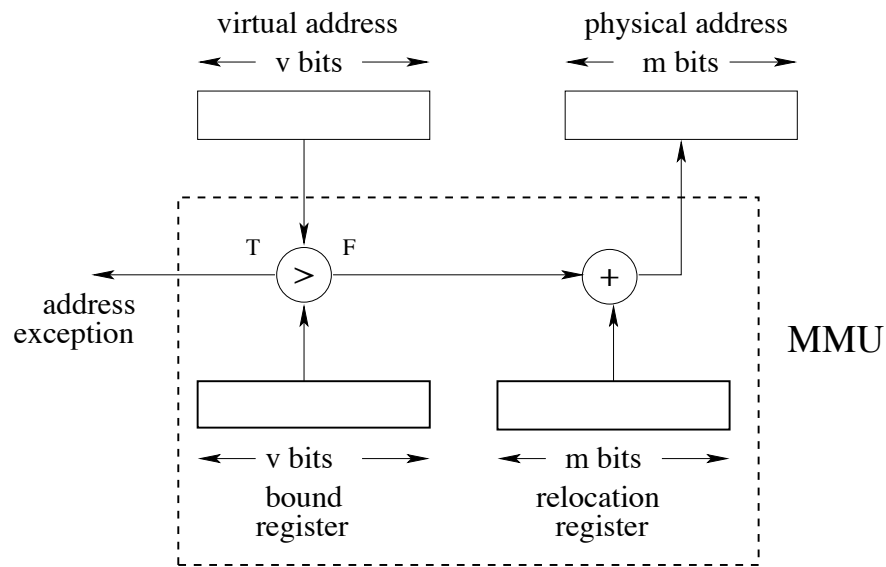 virtual address
physical address
v bits
m bits
T
F
>
+
address
exception
MMU
v bits
m bits
bound
register
relocation
register